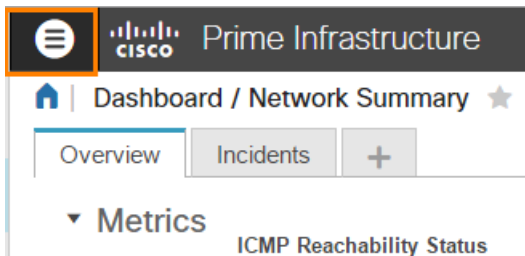 cisco Prime Infrastructure
Dashboard / Network Summary
Overview Incidents +
Metrics
ICMP Reachability Status